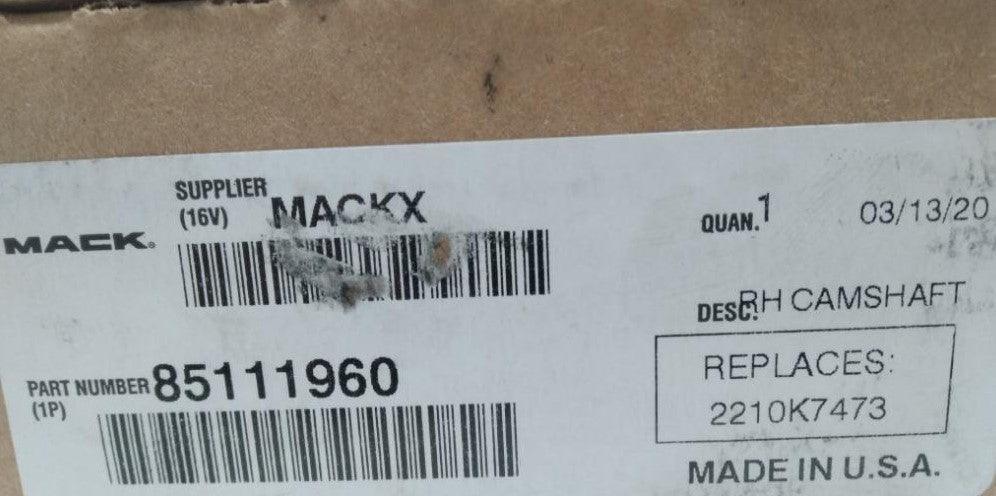 MACK®
SUPPLIER
(16V)
MACKX
QUAN. 1
03/13/20
DESC: RH CAMSHAFT
PART NUMBER 85111960
(1P)
REPLACES:
2210K7473
MADE IN U.S.A.